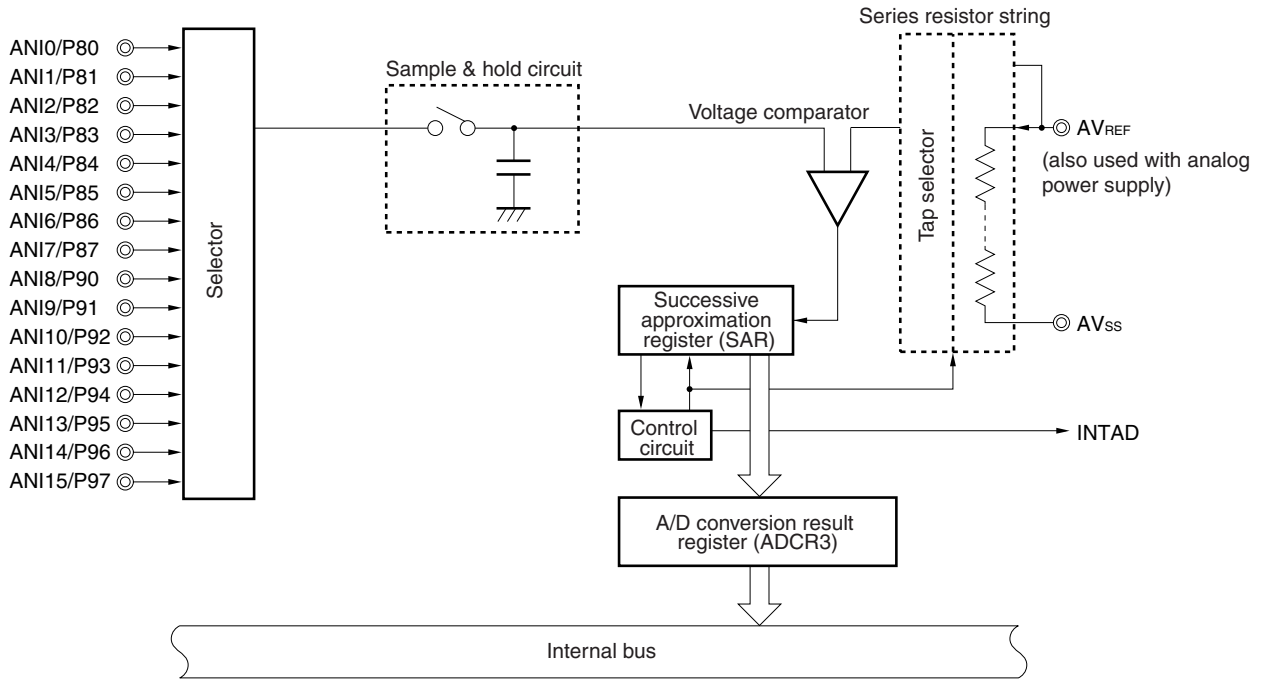 Series resistor string
ANI0/P80
ANI1/P81
ANI2/P82
ANI3/P83
ANI4/P84
ANI5/P85
ANI6/P86
ANI7/P87
ANI8/P90
ANI9/P91
ANI10/P92
ANI11/P93
ANI12/P94
ANI13/P95
ANI14/P96
ANI15/P97
Selector
Sample & hold circuit
Voltage comparator
Tap selector
AVREF
(also used with analog
power supply)
AVSS
Successive
approximation
register (SAR)
Control
circuit
INTAD
A/D conversion result
register (ADCR3)
Internal bus